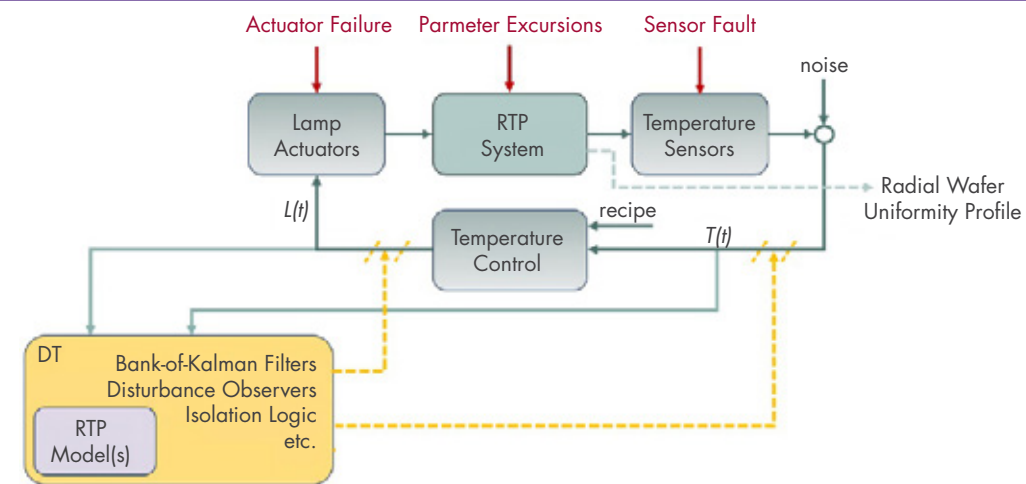 Actuator Failure
Parmeter Excursions
Sensor Fault
noise
Lamp
Actuators
RTP
System
Temperature
Sensors
Radial Wafer
Uniformity Profile
L(t)
recipe
Temperature
Control
T(t)
DT
Bank-of-Kalman Filters
Disturbance Observers
Isolation Logic
etc.
RTP
Model(s)